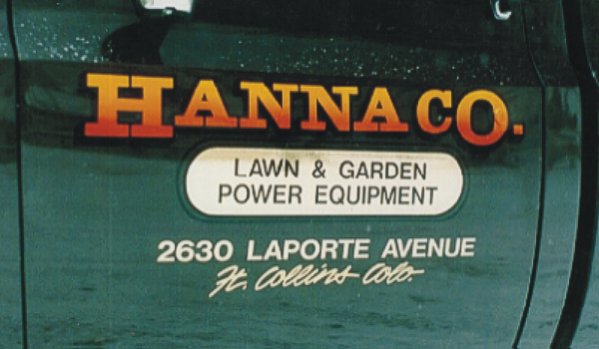 HANNA CO.
LAWN & GARDEN
POWER EQUIPMENT
2630 LAPORTE AVENUE
Ft. Collins Colo.